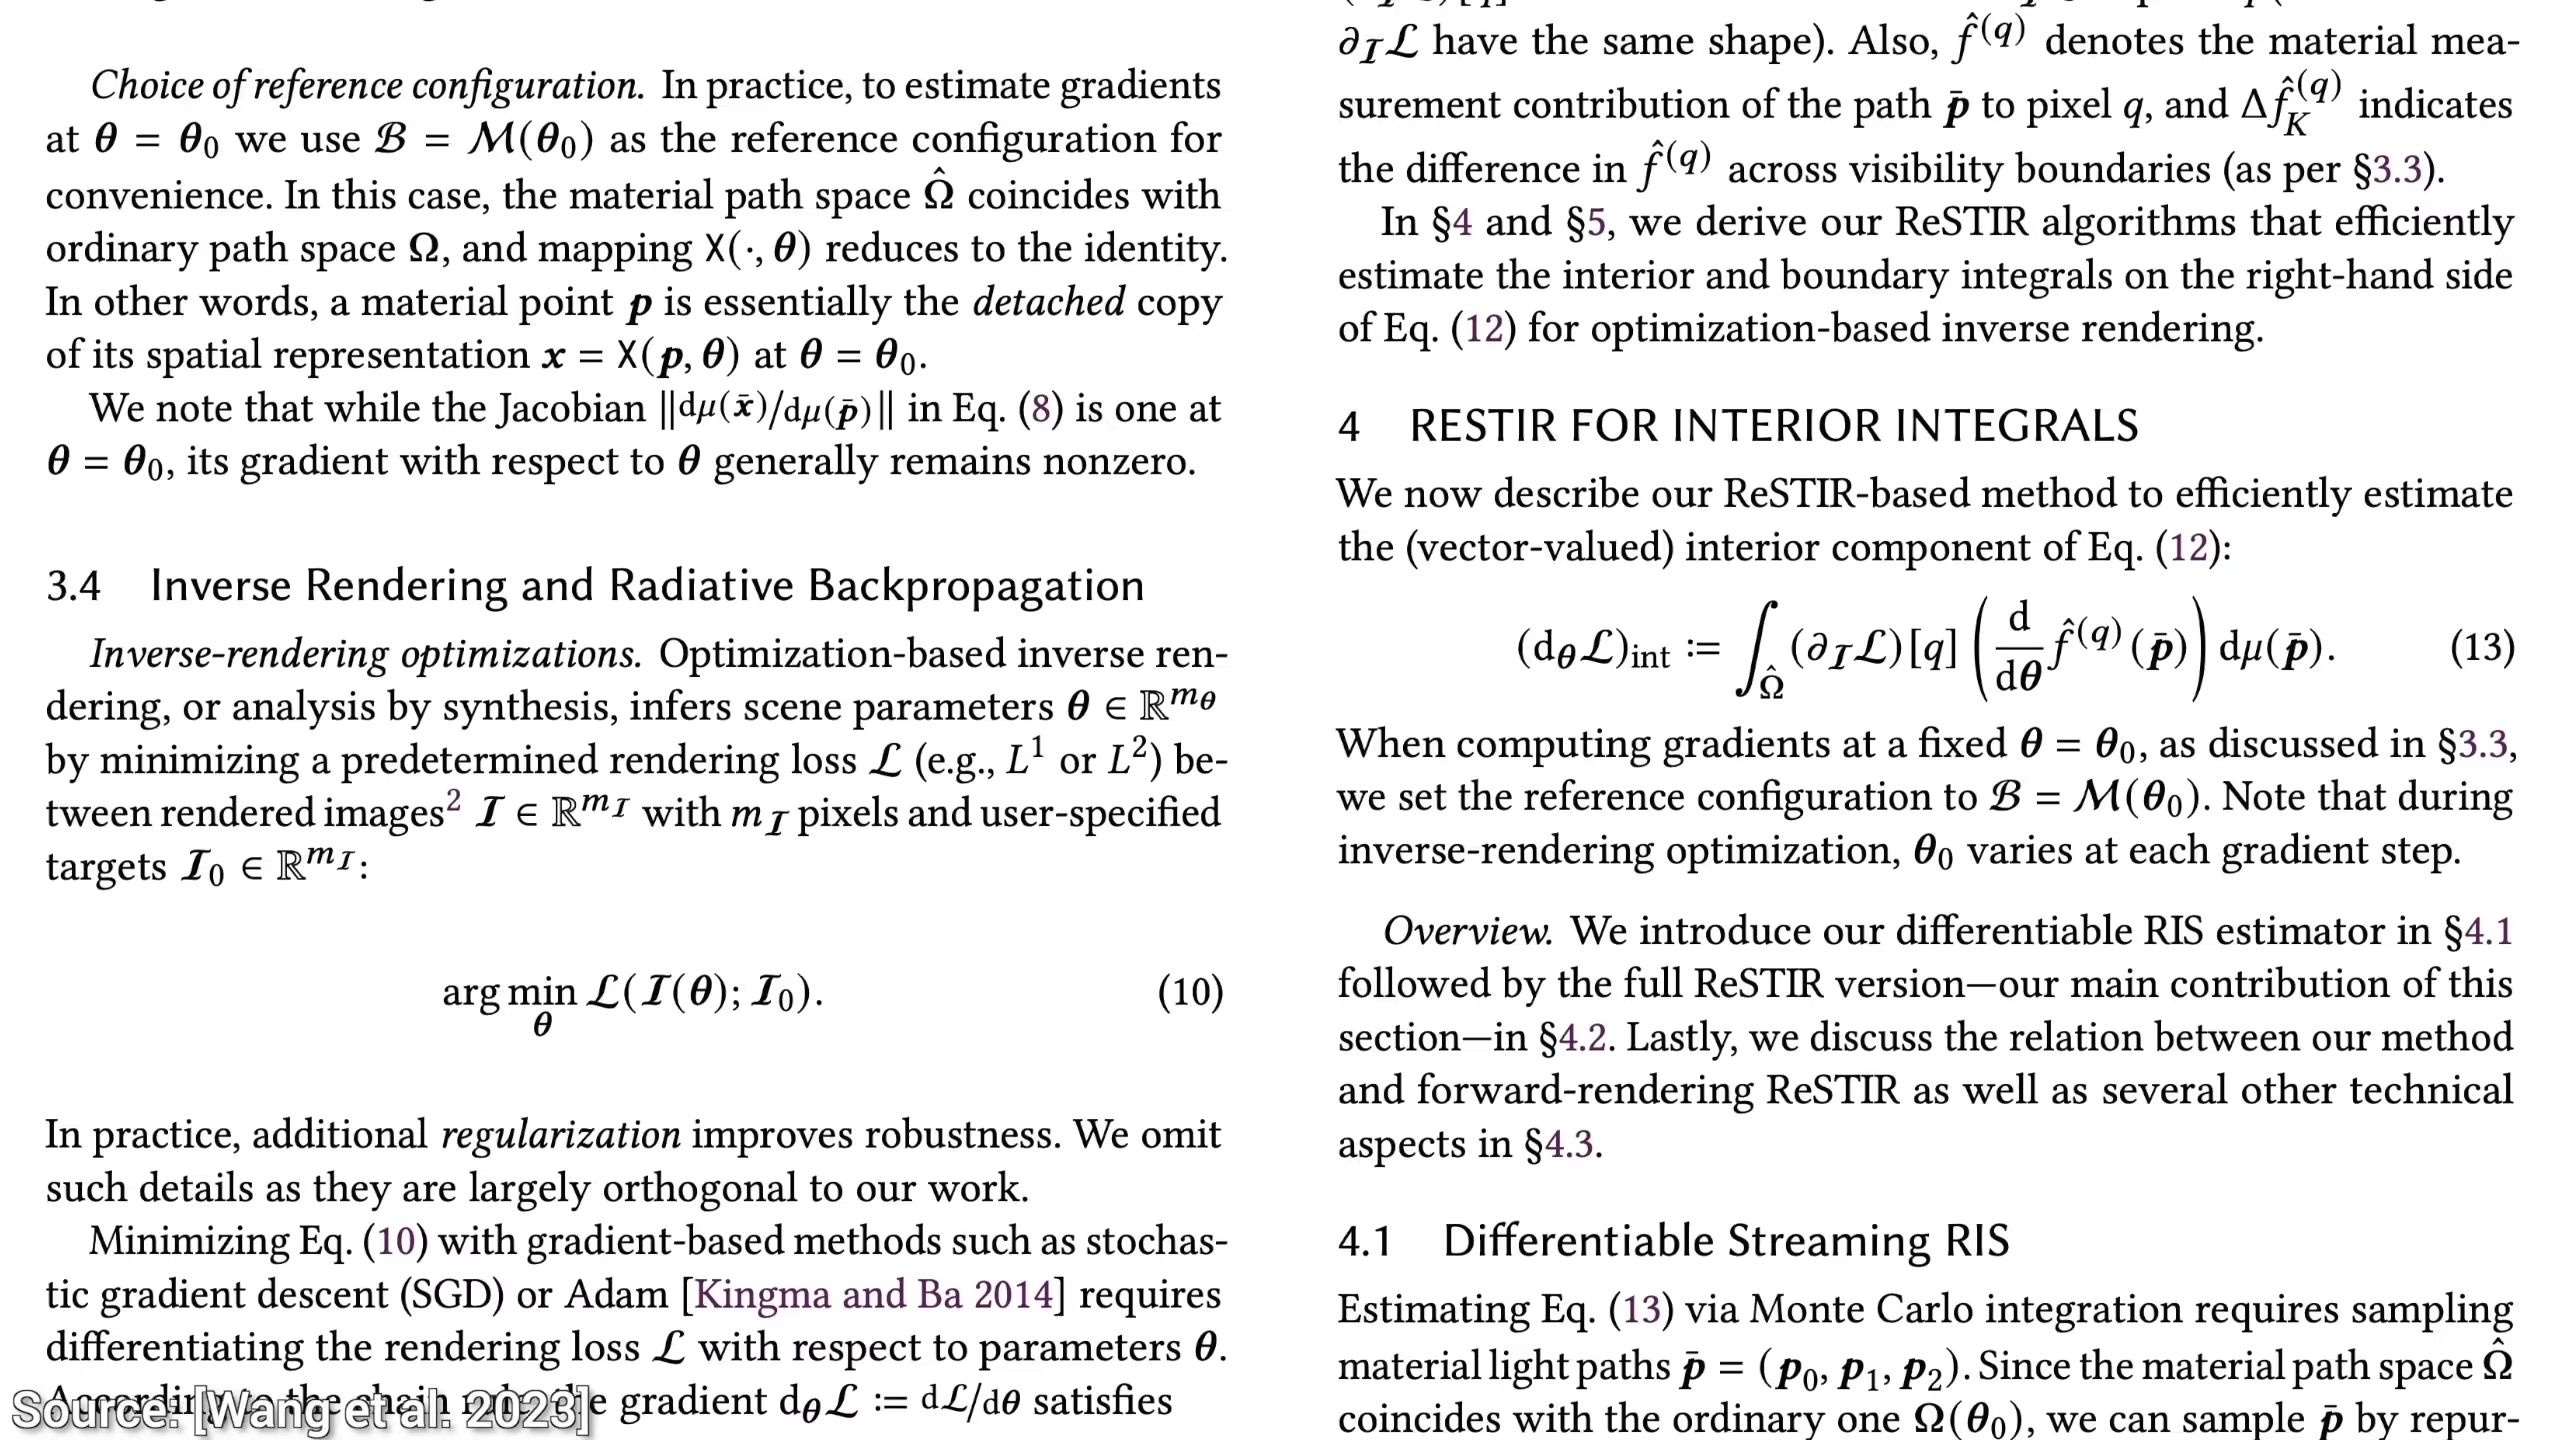 Choice of reference configuration. In practice, to estimate gradients
at θ = θ₀ we use ℬ = ℳ(θ₀) as the reference configuration for
convenience. In this case, the material path space Ω̂ coincides with
ordinary path space Ω, and mapping X(·, θ) reduces to the identity.
In other words, a material point p is essentially the detached copy
of its spatial representation x = X(p, θ) at θ = θ₀.
We note that while the Jacobian ‖dμ(x̄)/dμ(p̄)‖ in Eq. (8) is one at
θ = θ₀, its gradient with respect to θ generally remains nonzero.
3.4 Inverse Rendering and Radiative Backpropagation
Inverse-rendering optimizations. Optimization-based inverse ren-
dering, or analysis by synthesis, infers scene parameters θ ∈ ℝ^{m_θ}
by minimizing a predetermined rendering loss ℒ (e.g., L¹ or L²) be-
tween rendered images² ℐ ∈ ℝ^{m_ℐ} with m_ℐ pixels and user-specified
targets ℐ₀ ∈ ℝ^{m_ℐ}:
arg min_θ ℒ(ℐ(θ); ℐ₀). (10)
In practice, additional regularization improves robustness. We omit
such details as they are largely orthogonal to our work.
Minimizing Eq. (10) with gradient-based methods such as stochas-
tic gradient descent (SGD) or Adam [Kingma and Ba 2014] requires
differentiating the rendering loss ℒ with respect to parameters θ.
According to the chain rule, the gradient d_θℒ := dℒ/dθ satisfies
Source: [Wang et al. 2023]
∂_ℐℒ have the same shape). Also, f̂^(q) denotes the material mea-
surement contribution of the path p̄ to pixel q, and Δf̂_K^(q) indicates
the difference in f̂^(q) across visibility boundaries (as per §3.3).
In §4 and §5, we derive our ReSTIR algorithms that efficiently
estimate the interior and boundary integrals on the right-hand side
of Eq. (12) for optimization-based inverse rendering.
4 RESTIR FOR INTERIOR INTEGRALS
We now describe our ReSTIR-based method to efficiently estimate
the (vector-valued) interior component of Eq. (12):
(d_θℒ)_int := ∫_Ω̂ (∂_ℐℒ)[q] (d/dθ f̂^(q)(p̄)) dμ(p̄). (13)
When computing gradients at a fixed θ = θ₀, as discussed in §3.3,
we set the reference configuration to ℬ = ℳ(θ₀). Note that during
inverse-rendering optimization, θ₀ varies at each gradient step.
Overview. We introduce our differentiable RIS estimator in §4.1
followed by the full ReSTIR version—our main contribution of this
section—in §4.2. Lastly, we discuss the relation between our method
and forward-rendering ReSTIR as well as several other technical
aspects in §4.3.
4.1 Differentiable Streaming RIS
Estimating Eq. (13) via Monte Carlo integration requires sampling
material light paths p̄ = (p₀, p₁, p₂). Since the material path space Ω̂
coincides with the ordinary one Ω(θ₀), we can sample p̄ by repur-